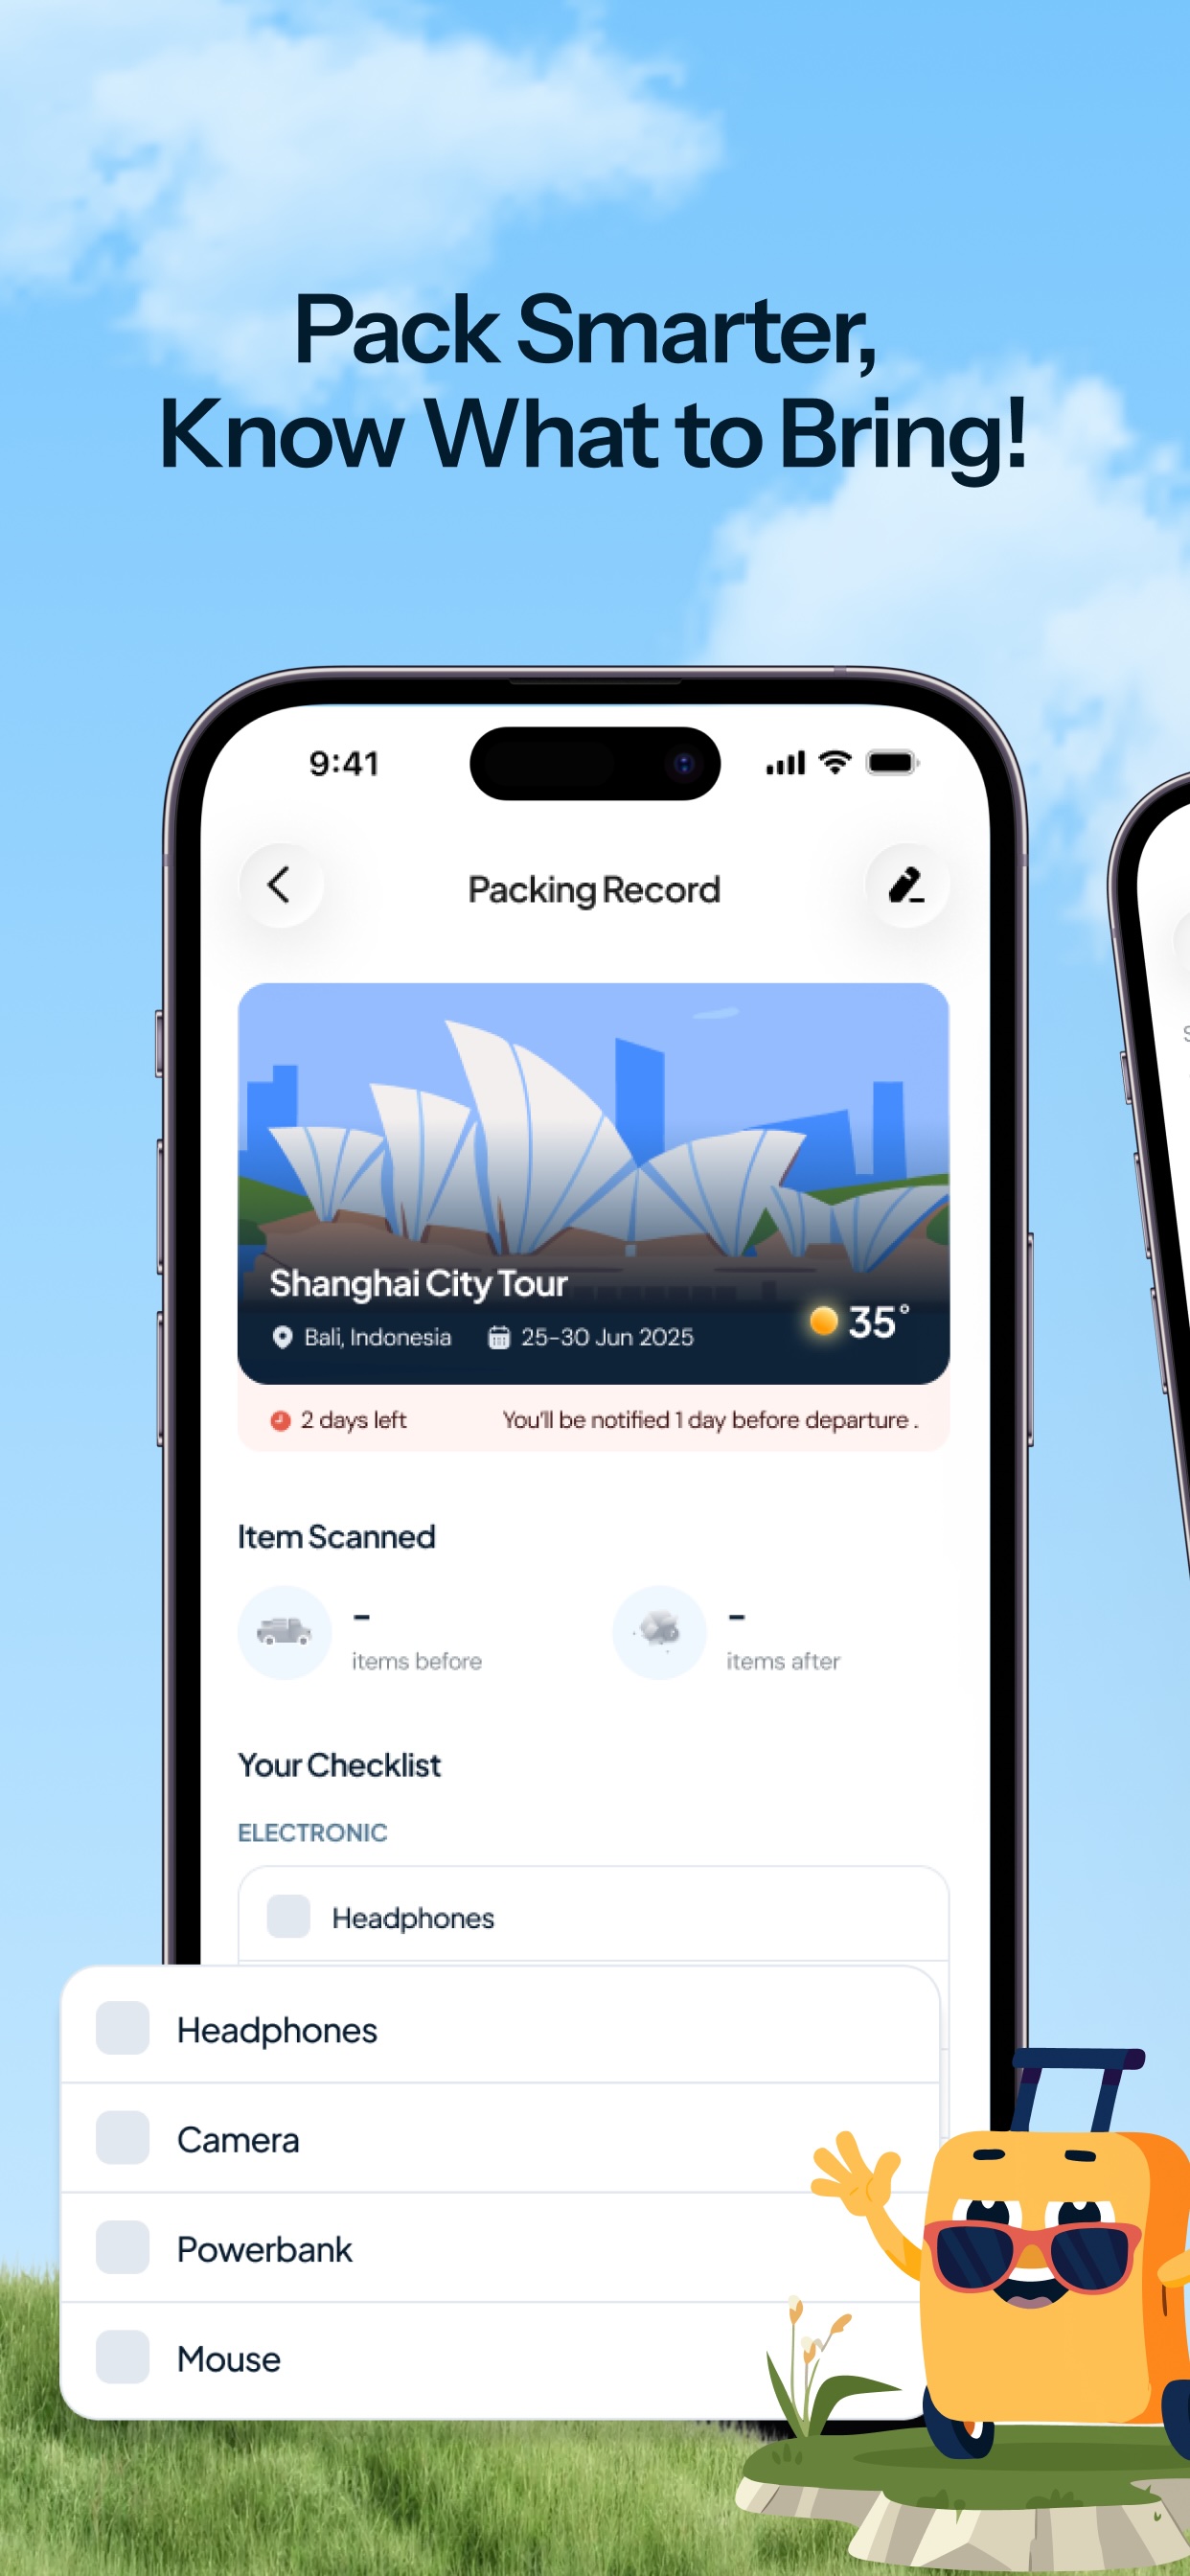 Pack Smarter,
Know What to Bring!
9:41
Packing Record
Shanghai City Tour
Bali, Indonesia 25-30 Jun 2025
35°
2 days left You'll be notified 1 day before departure .
Item Scanned
-
items before
-
items after
Your Checklist
ELECTRONIC
Headphones
Headphones
Camera
Powerbank
Mouse